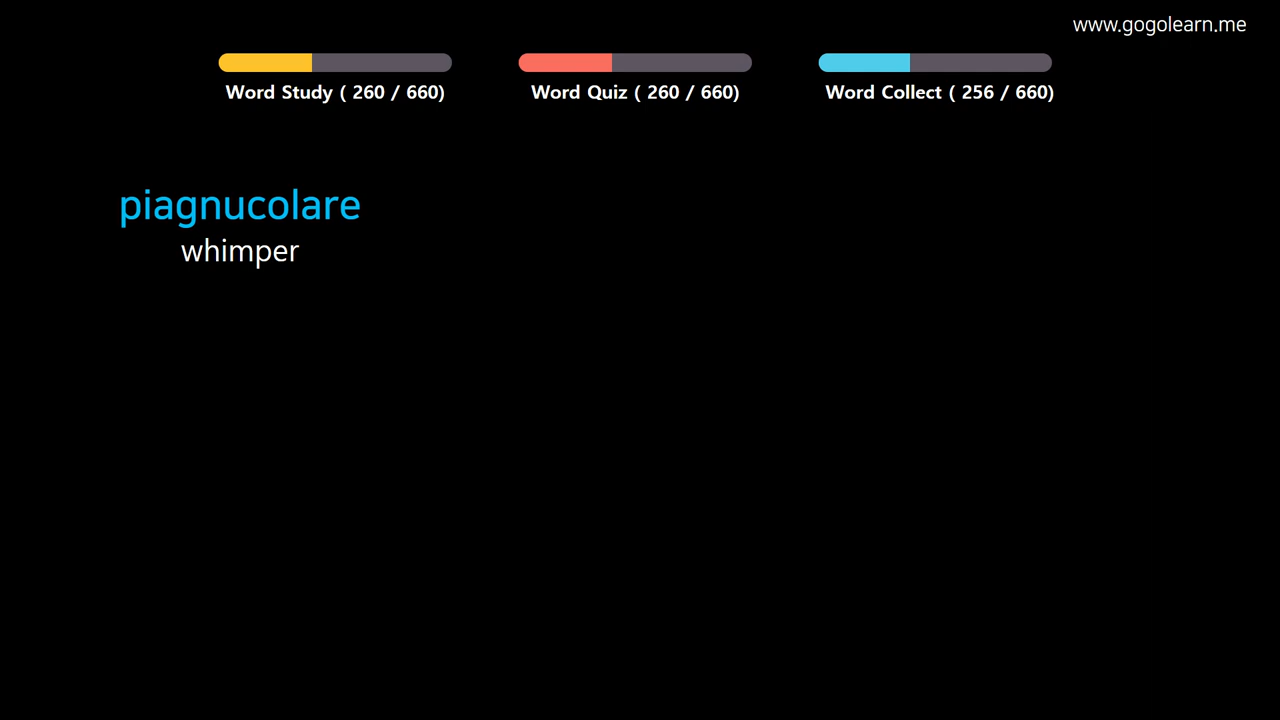 www.gogolearn.me
Word Study ( 260 / 660)
Word Quiz ( 260 / 660)
Word Collect ( 256 / 660)
piagnucolare
whimper